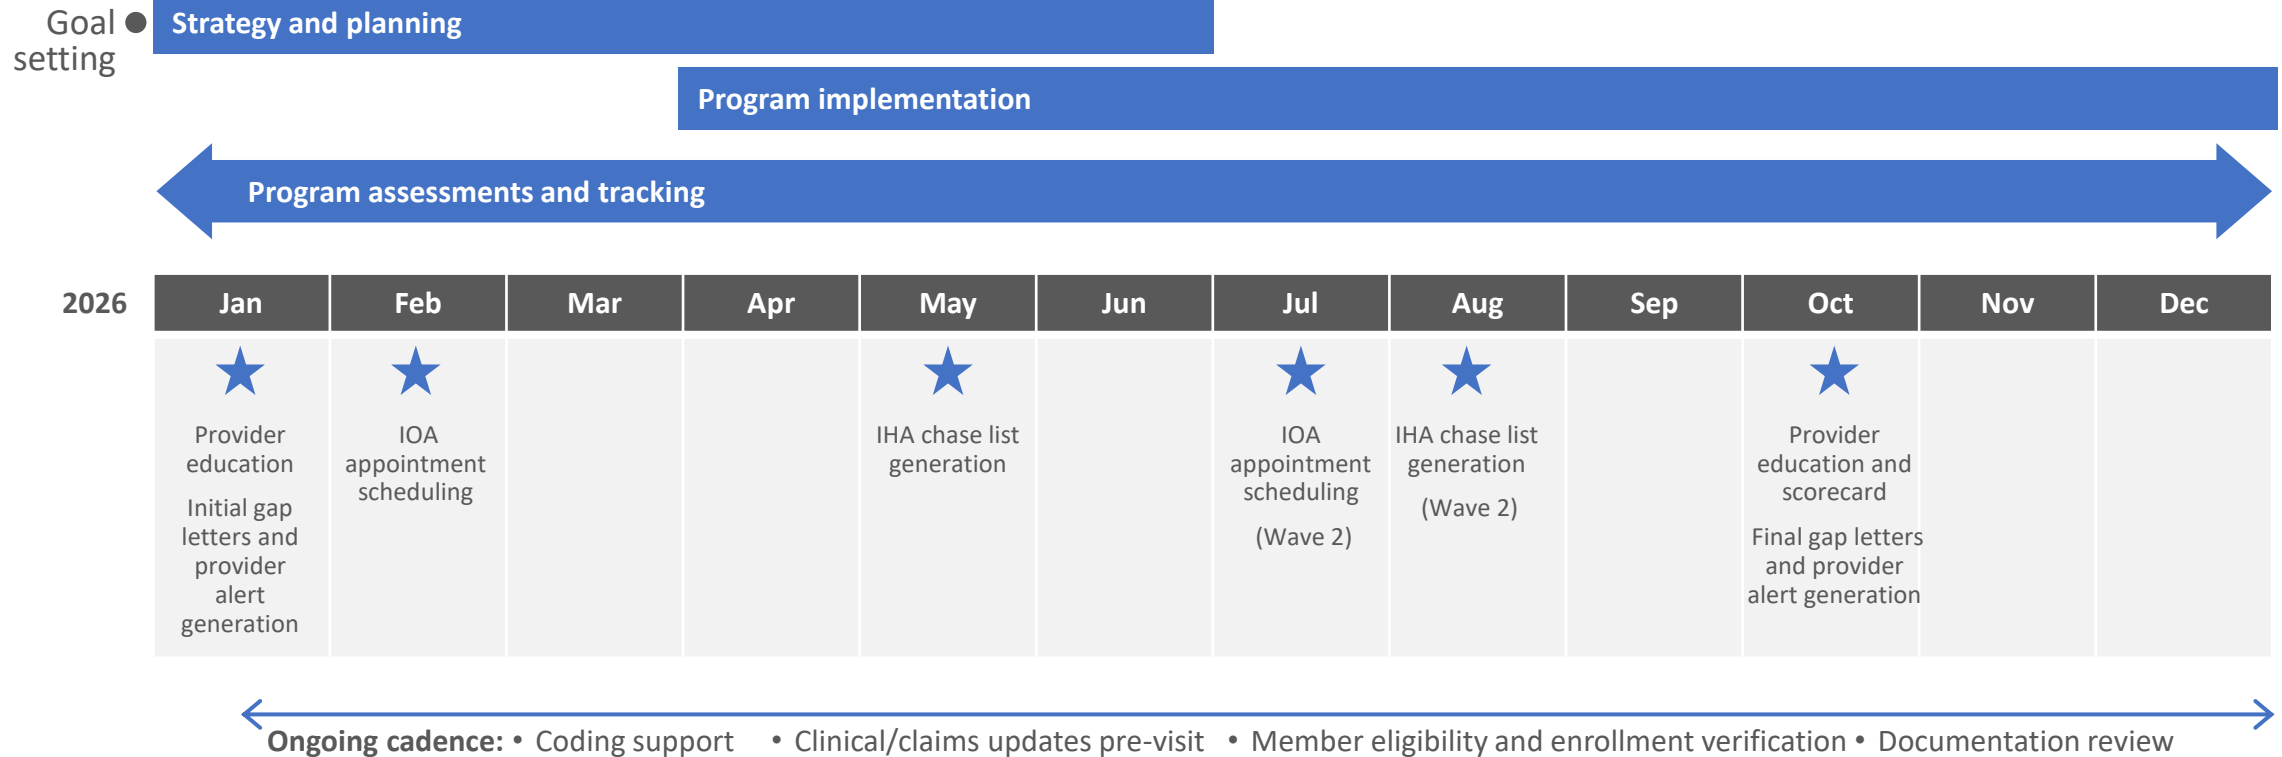 Goal
setting
Strategy and planning
Program implementation
Program assessments and tracking
2026 Jan Feb Mar Apr May Jun Jul Aug Sep Oct Nov Dec
Provider
education
Initial gap
letters and
provider
alert
generation
IOA
appointment
scheduling
IHA chase list
generation
IOA
appointment
scheduling
(Wave 2)
IHA chase list
generation
(Wave 2)
Provider
education and
scorecard
Final gap letters
and provider
alert generation
Ongoing cadence: • Coding support • Clinical/claims updates pre-visit • Member eligibility and enrollment verification • Documentation review